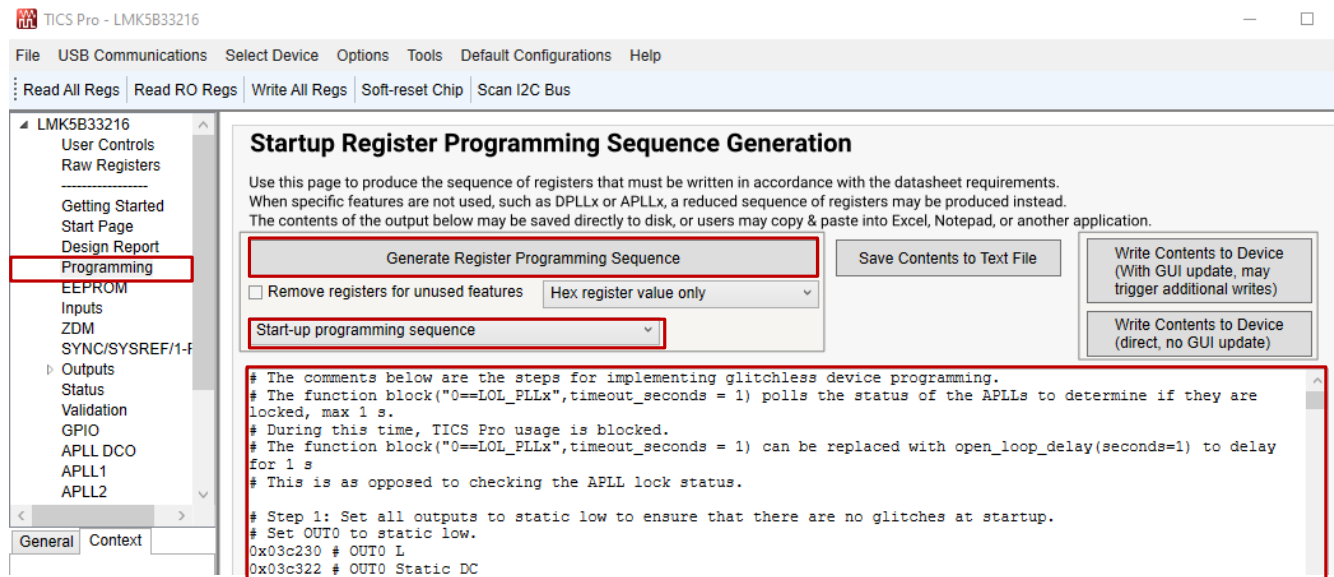 TICS Pro - LMK5B33216
File USB Communications Select Device Options Tools Default Configurations Help
Read All Regs Read RO Regs Write All Regs Soft-reset Chip Scan I2C Bus
LMK5B33216
User Controls
Raw Registers
-----------------
Getting Started
Start Page
Design Report
Programming
EEPROM
Inputs
ZDM
SYNC/SYSREF/1-F
Outputs
Status
Validation
GPIO
APLL DCO
APLL1
APLL2
General Context
Startup Register Programming Sequence Generation
Use this page to produce the sequence of registers that must be written in accordance with the datasheet requirements.
When specific features are not used, such as DPLLx or APLLx, a reduced sequence of registers may be produced instead.
The contents of the output below may be saved directly to disk, or users may copy & paste into Excel, Notepad, or another application.
Generate Register Programming Sequence
Save Contents to Text File
Write Contents to Device
(With GUI update, may
trigger additional writes)
Remove registers for unused features
Hex register value only
Start-up programming sequence
Write Contents to Device
(direct, no GUI update)
# The comments below are the steps for implementing glitchless device programming.
# The function block("0==LOL_PLLx",timeout_seconds = 1) polls the status of the APLLs to determine if they are
locked, max 1 s.
# During this time, TICS Pro usage is blocked.
# The function block("0==LOL_PLLx",timeout_seconds = 1) can be replaced with open_loop_delay(seconds=1) to delay
for 1 s
# This is as opposed to checking the APLL lock status.
# Step 1: Set all outputs to static low to ensure that there are no glitches at startup.
# Set OUT0 to static low.
0x03c230 # OUT0 L
0x03c322 # OUT0 Static DC